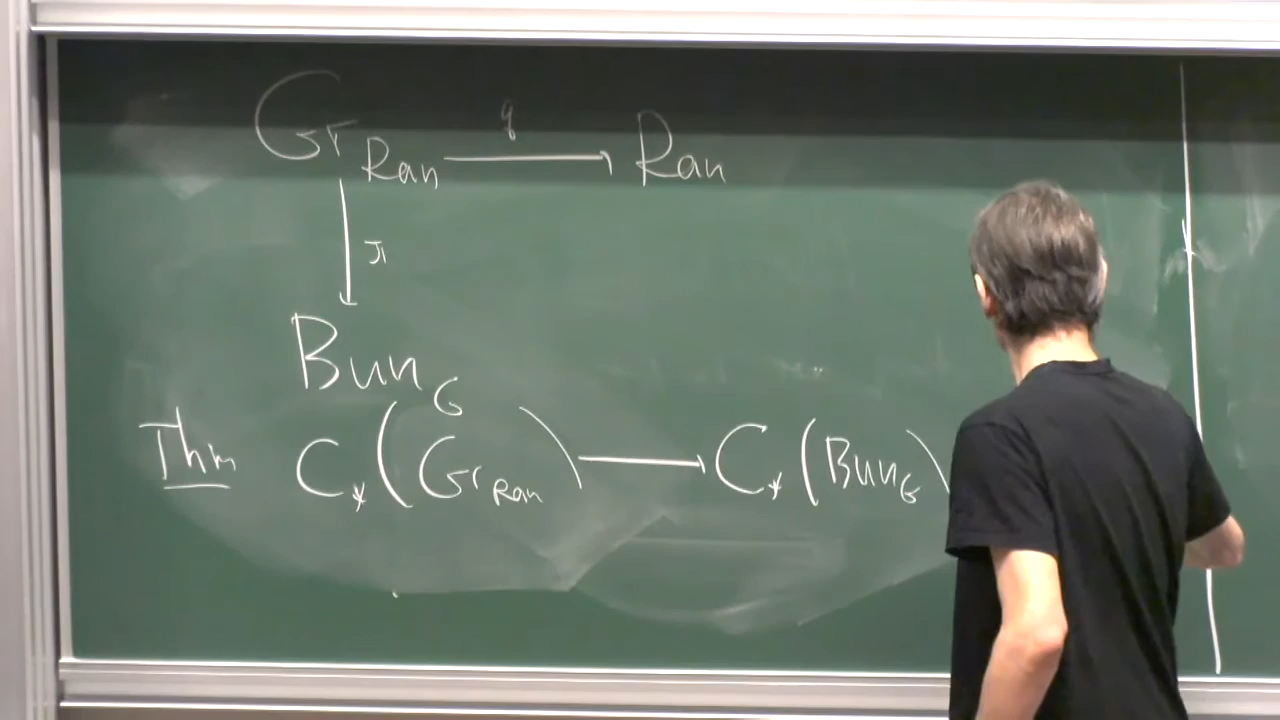 Gr_Ran ⟶ Ran
q
↓ π
Bun_G
Thm C_*(Gr_Ran) ⟶ C_*(Bun_G)